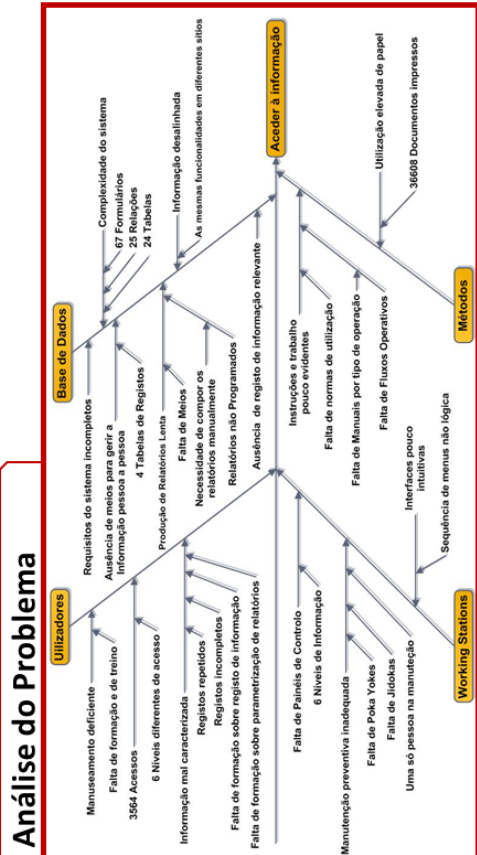 Análise do Problema
Uilizadores
Manuseamento deficiente
Falta de formação e de treino
3564 Acessos
6 Níveis diferentes de acesso
Informação mal caracterizada
Registos repetidos
Registos incompletos
Falta de formação sobre registo de informação
Falta de formação sobre parametrização de relatórios
Base de Dados
Requisitos do sistema incompletos
Ausência de meios para gerir a
Informação pessoa a pessoa
4 Tabelas de Registos
Produção de Relatórios Lenta
Falta de Meios
Necessidade de compor os
relatórios manualmente
Relatórios não Programados
Ausência de registo de informação relevante
Complexidade do sistema
67 Formulários
25 Relações
24 Tabelas
Informação desalinhada
As mesmas funcionalidades em diferentes sítios
Aceder à informação
Falta de Painéis de Controlo
6 Níveis de Informação
Manutenção preventiva inadequada
Falta de Poka Yokes
Falta de Jidokas
Uma só pessoa na manuteção
Interfaces pouco
intuitivas
Sequência de menus não lógica
Working Stations
Instruções e trabalho
pouco evidentes
Falta de normas de utilização
Falta de Manuais por tipo de operação
Falta de Fluxos Operativos
Utilização elevada de papel
36608 Documentos impressos
Métodos